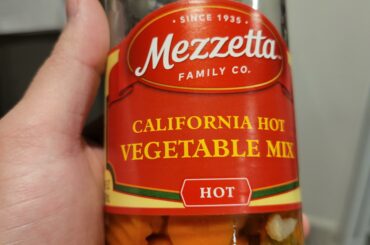 • SINCE 1935 •
Mezzetta
FAMILY CO.
CALIFORNIA HOT
VEGETABLE MIX
HOT